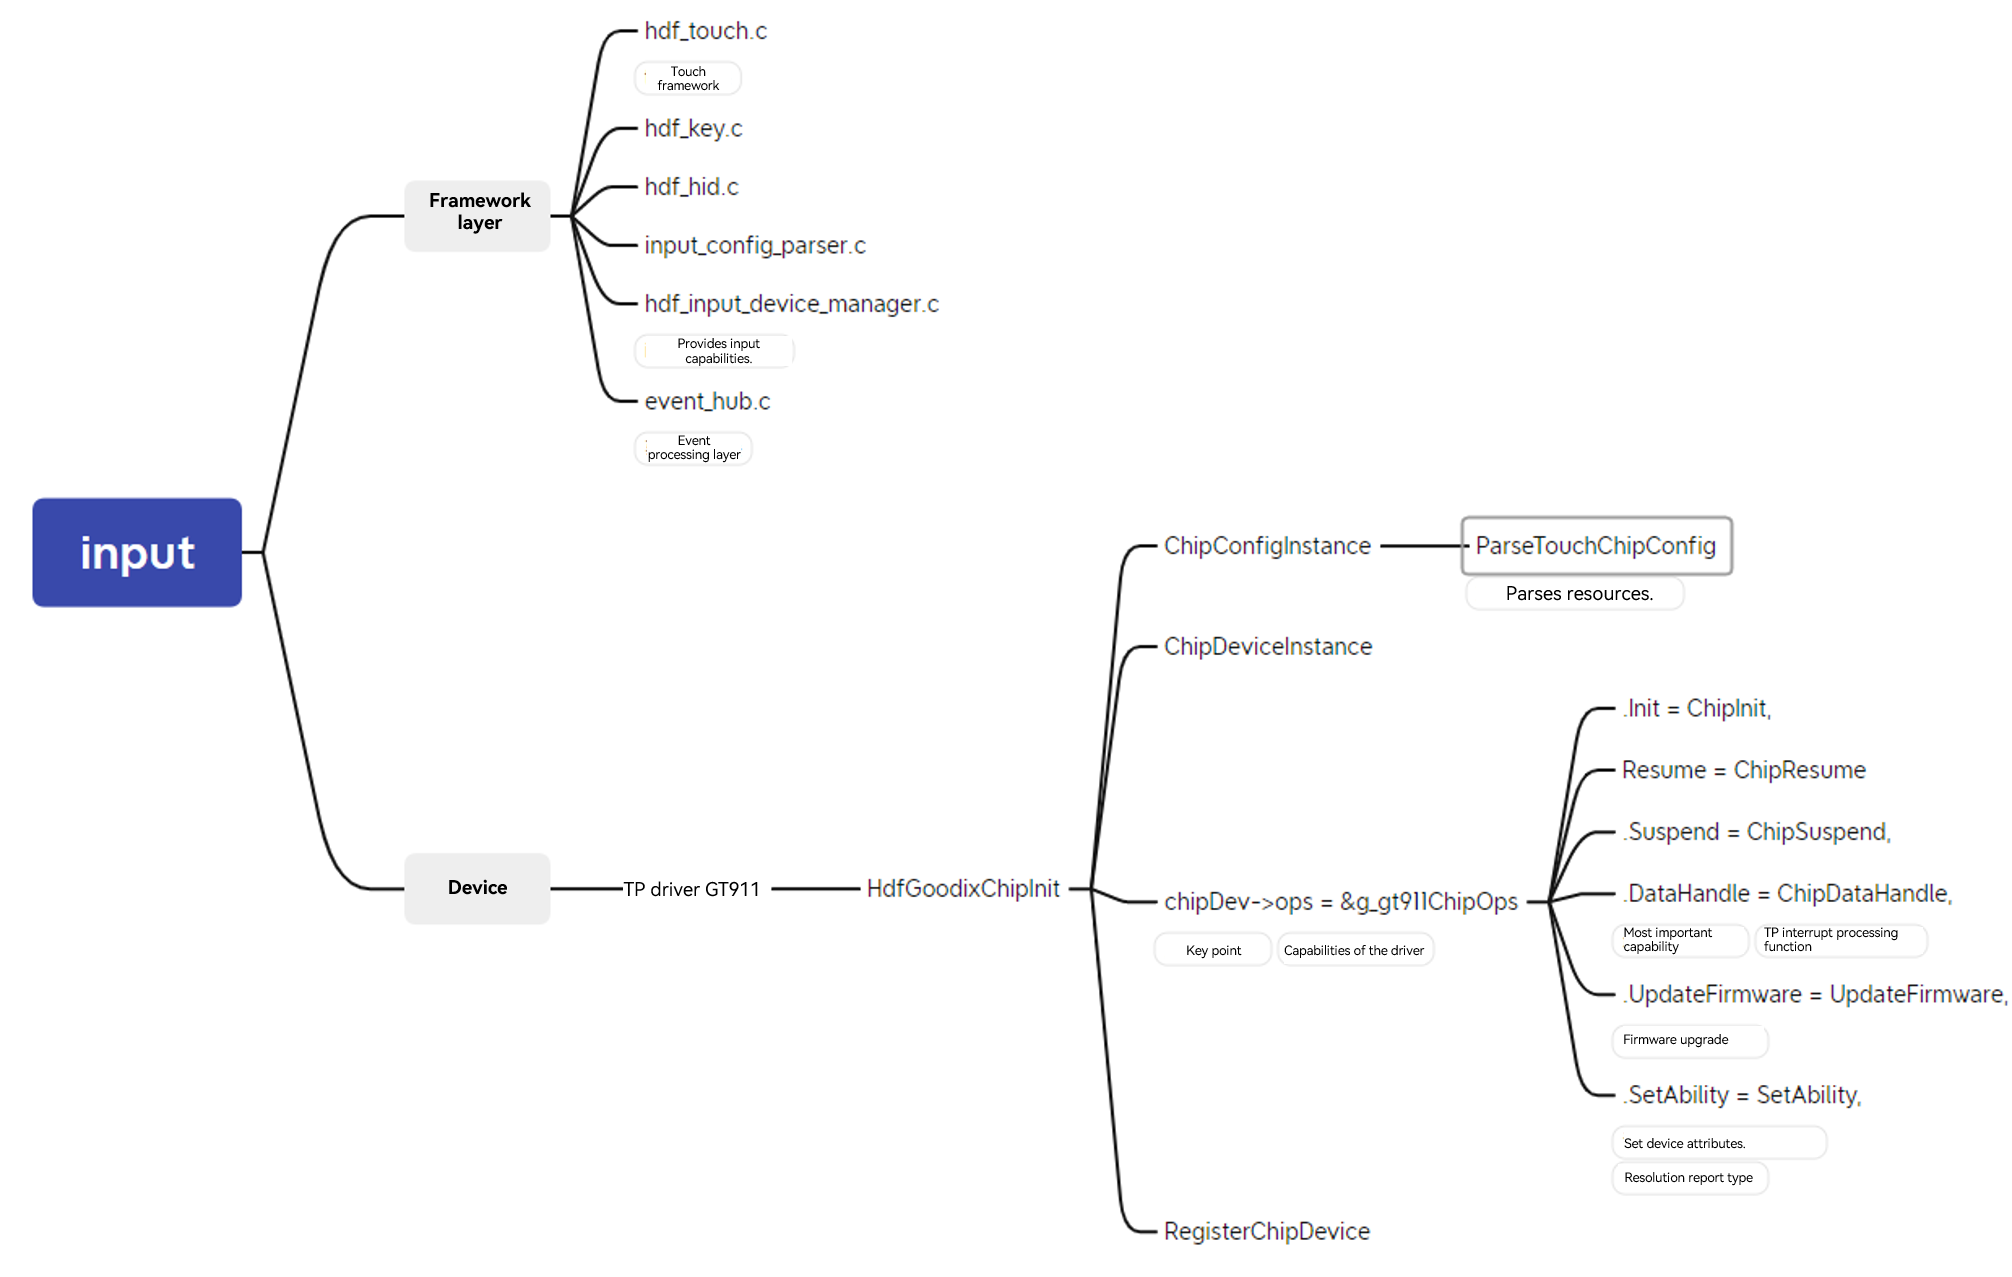 hdf_touch.c
Touch
framework
hdf_key.c
hdf_hid.c
Framework
layer
input_config_parser.c
hdf_input_device_manager.c
Provides input
capabilities.
event_hub.c
Event
processing layer
input
Device
TP driver GT911
HdfGoodixChipInit
ChipConfigInstance
ParseTouchChipConfig
Parses resources.
ChipDeviceInstance
chipDev->ops = &g_gt911ChipOps
Key point
Capabilities of the driver
.Init = ChipInit,
Resume = ChipResume
.Suspend = ChipSuspend,
.DataHandle = ChipDataHandle,
Most important
capability
TP interrupt processing
function
.UpdateFirmware = UpdateFirmware,
Firmware upgrade
.SetAbility = SetAbility,
Set device attributes.
Resolution report type
RegisterChipDevice